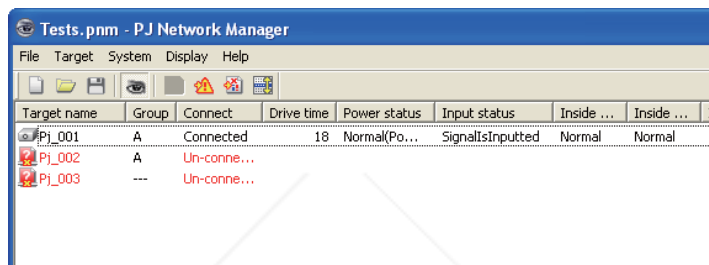 Tests.pnm - PJ Network Manager
File Target System Display Help
Target name Group Connect Drive time Power status Input status Inside ... Inside ...
Pj_001 A Connected 18 Normal(Po... SignalIsInputted Normal Normal
Pj_002 A Un-conne...
Pj_003 --- Un-conne...